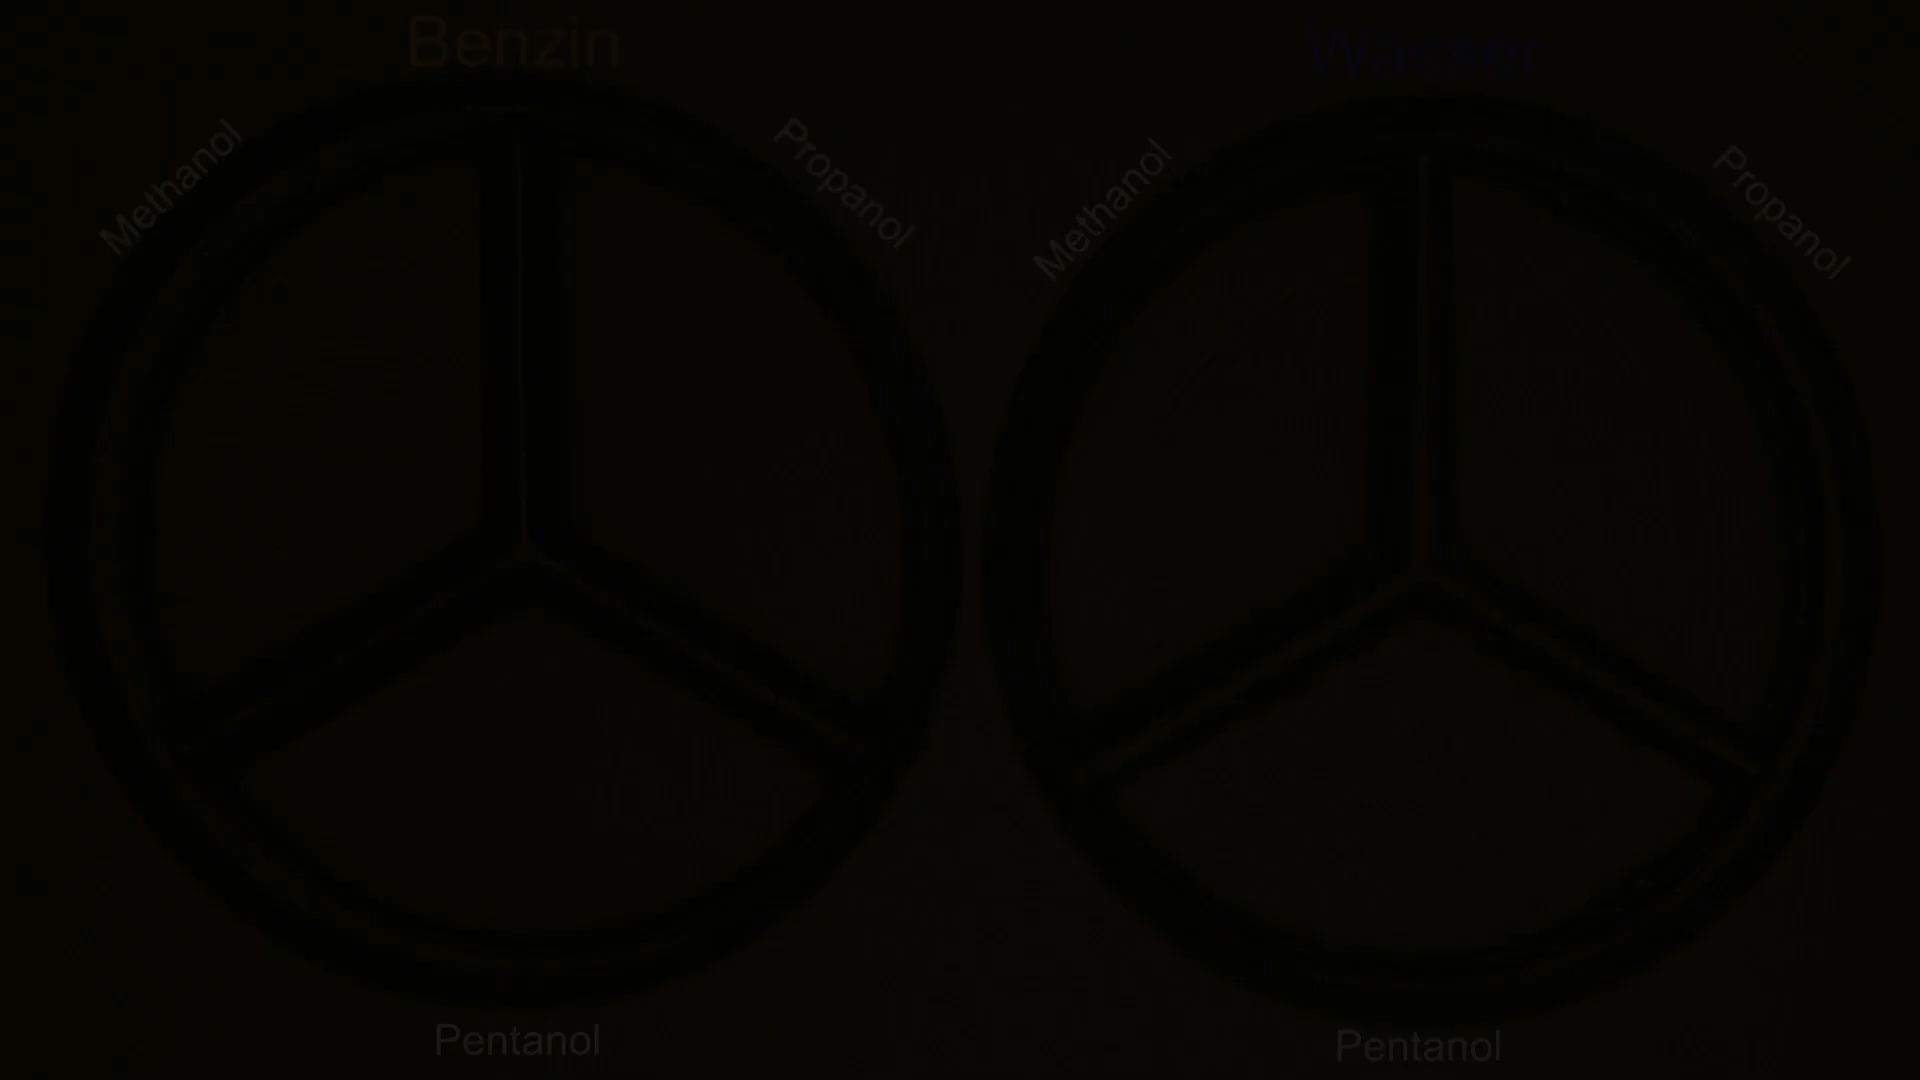 Benzin
Wasser
Methanol
Propanol
Methanol
Propanol
Pentanol
Pentanol